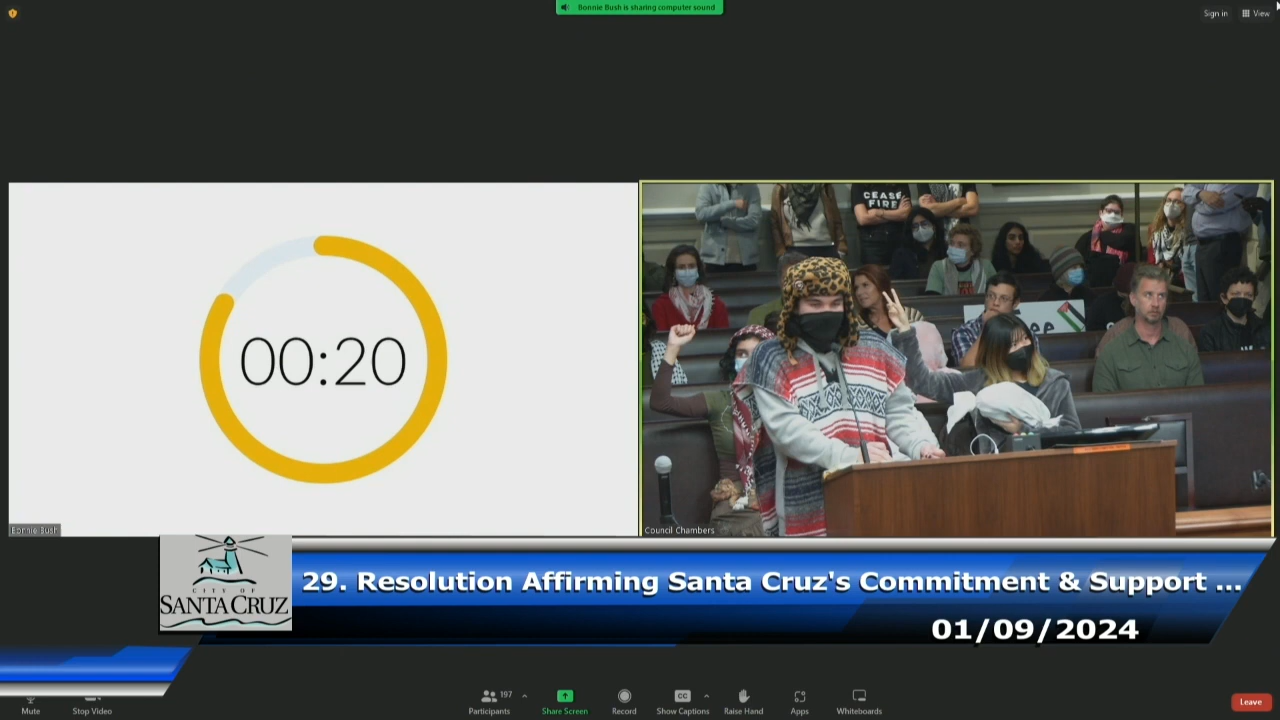 Bonnie Bush is sharing computer sound
Sign in
View
00:20
CEASE
FIRE
Bonnie Bush
Council Chambers
CITY OF
SANTA CRUZ
29. Resolution Affirming Santa Cruz's Commitment & Support ...
01/09/2024
Mute
Stop Video
Participants
197
Share Screen
CC
Show Captions
Record
Raise Hand
Apps
Whiteboards
Leave